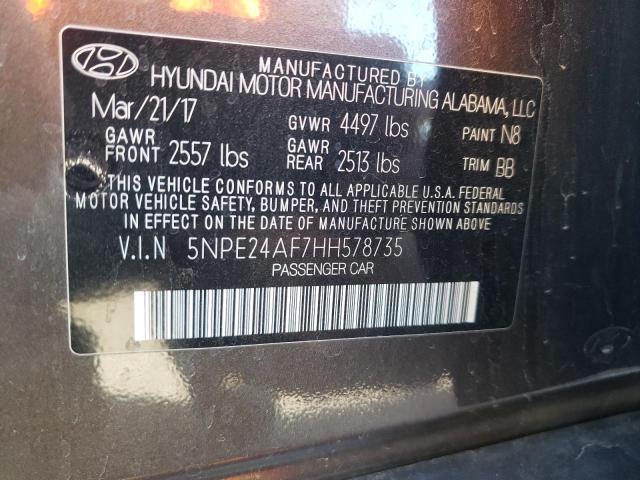 MANUFACTURED BY
HYUNDAI MOTOR MANUFACTURING ALABAMA, LLC
Mar/21/17 GVWR 4497 lbs PAINT N8
GAWR FRONT 2557 lbs GAWR REAR 2513 lbs TRIM BB
THIS VEHICLE CONFORMS TO ALL APPLICABLE U.S.A. FEDERAL
MOTOR VEHICLE SAFETY, BUMPER, AND THEFT PREVENTION STANDARDS
IN EFFECT ON THE DATE OF MANUFACTURE SHOWN ABOVE
V.I.N 5NPE24AF7HH578735
PASSENGER CAR